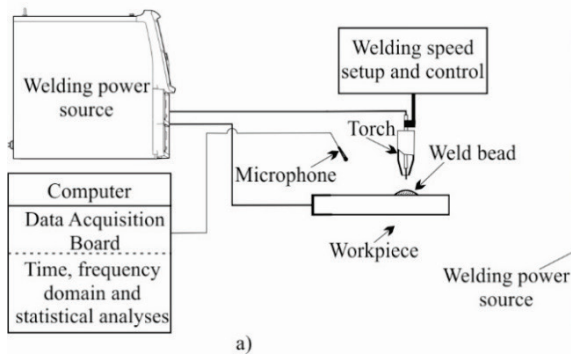 Welding power
source
Welding speed
setup and control
Torch
Weld bead
Microphone
Workpiece
Computer
Data Acquisition
Board
Time, frequency
domain and
statistical analyses
Welding power
source
a)